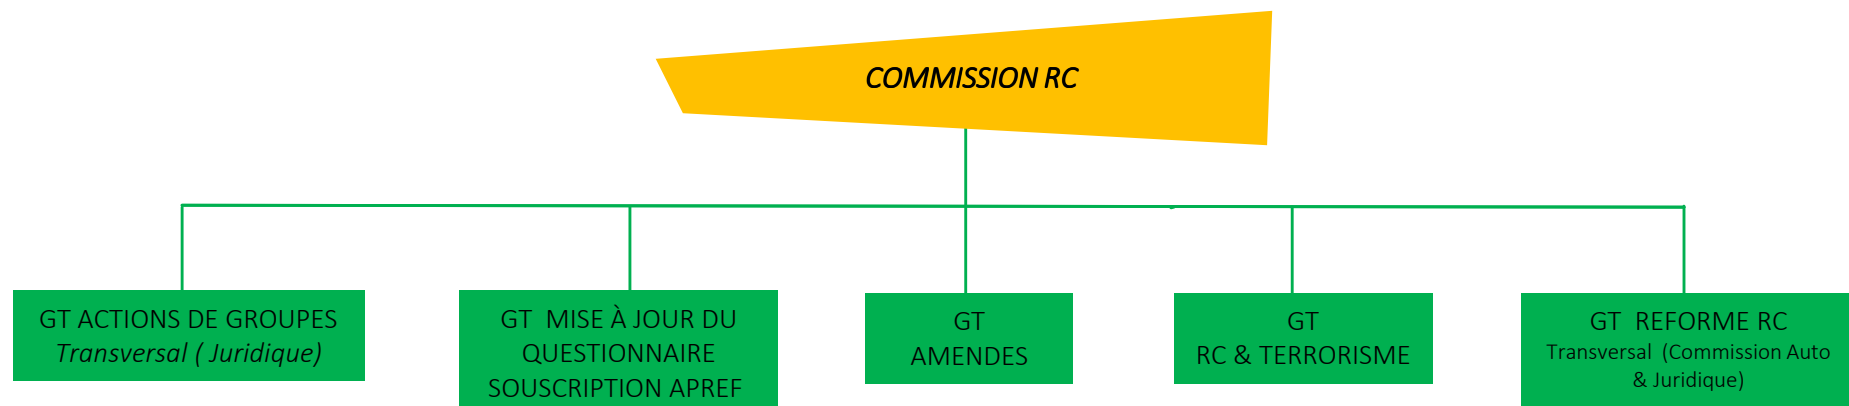 COMMISSION RC
GT ACTIONS DE GROUPES
Transversal ( Juridique)
GT  MISE À JOUR DU
QUESTIONNAIRE
SOUSCRIPTION APREF
GT
AMENDES
GT
RC & TERRORISME
GT  REFORME RC
Transversal  (Commission Auto
& Juridique)